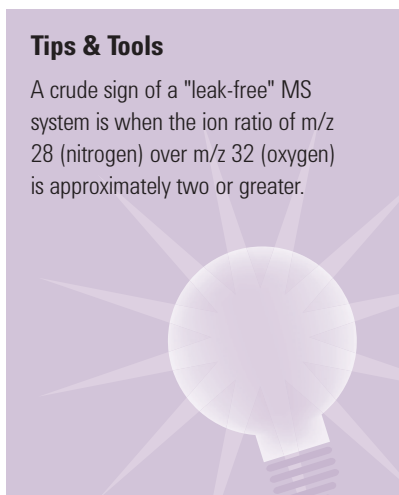 Tips & Tools
A crude sign of a "leak-free" MS
system is when the ion ratio of m/z
28 (nitrogen) over m/z 32 (oxygen)
is approximately two or greater.